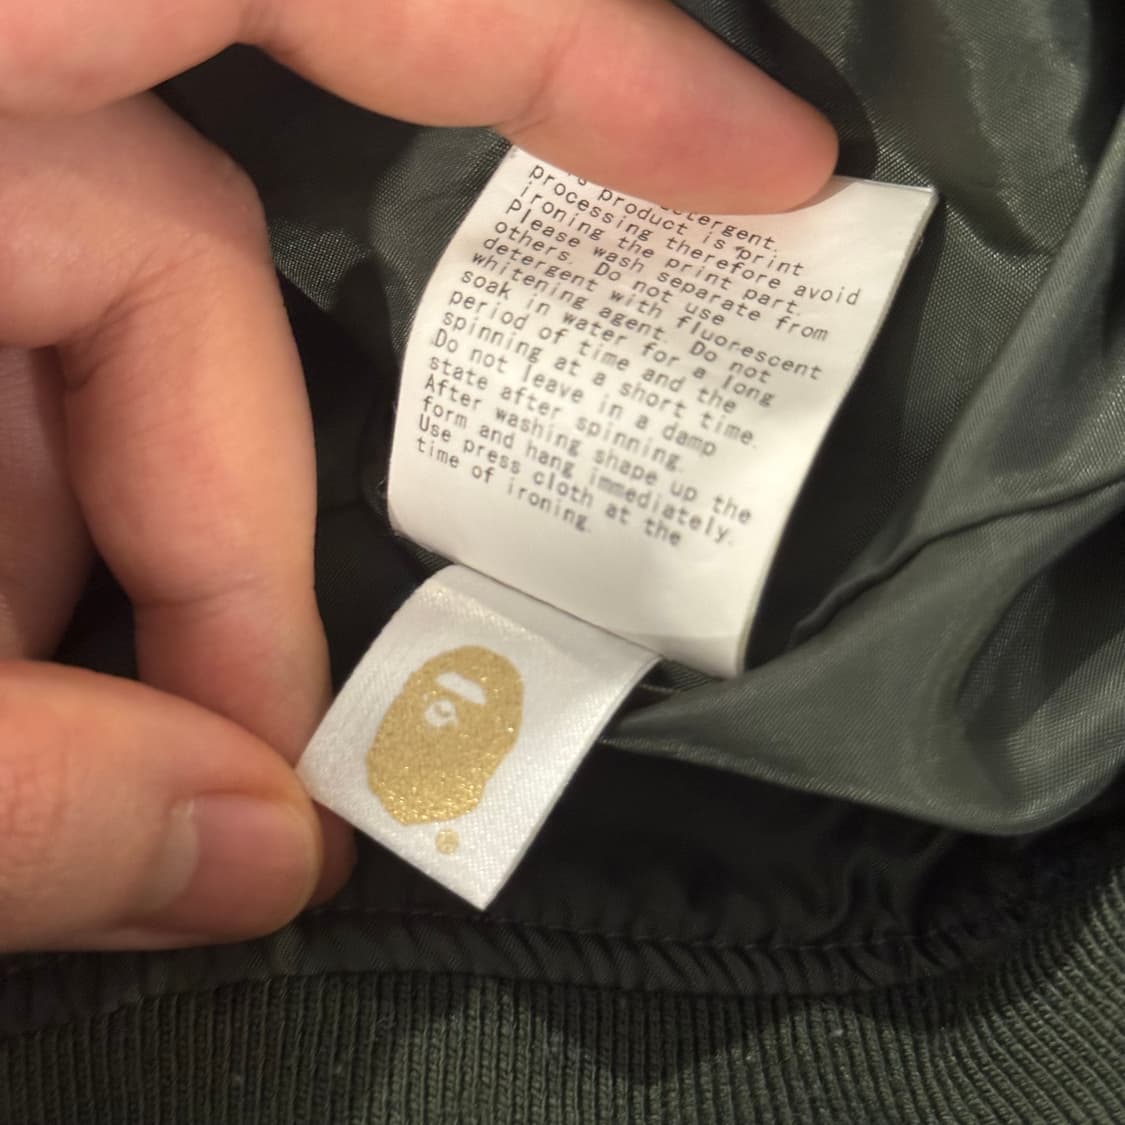 detergent.
product is print
processing therefore avoid
ironing the print part.
Please wash separate from
others. Do not use
detergent with fluorescent
whitening agent. Do not
soak in water for a long
period of time and the
spinning at a short time.
Do not leave in a damp
state after spinning.
After washing shape up the
form and hang immediately.
Use press cloth at the
time of ironing.
®